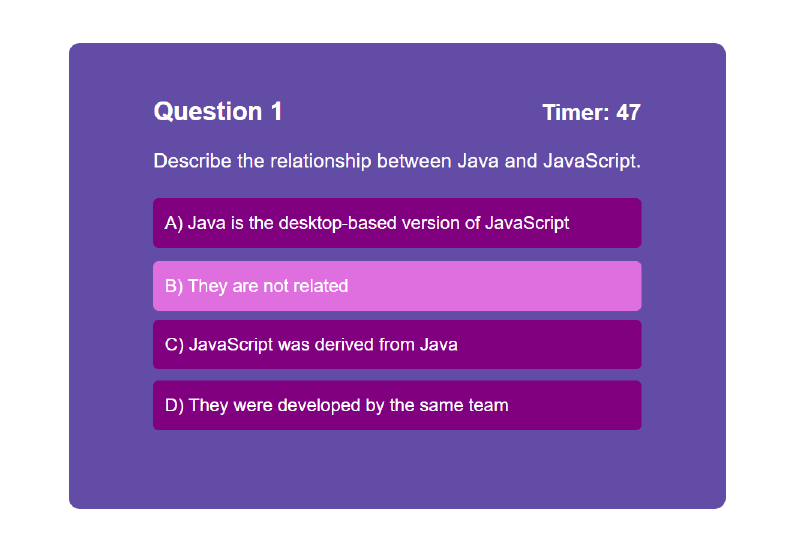 Question 1
Timer: 47
Describe the relationship between Java and JavaScript.
A) Java is the desktop-based version of JavaScript
B) They are not related
C) JavaScript was derived from Java
D) They were developed by the same team